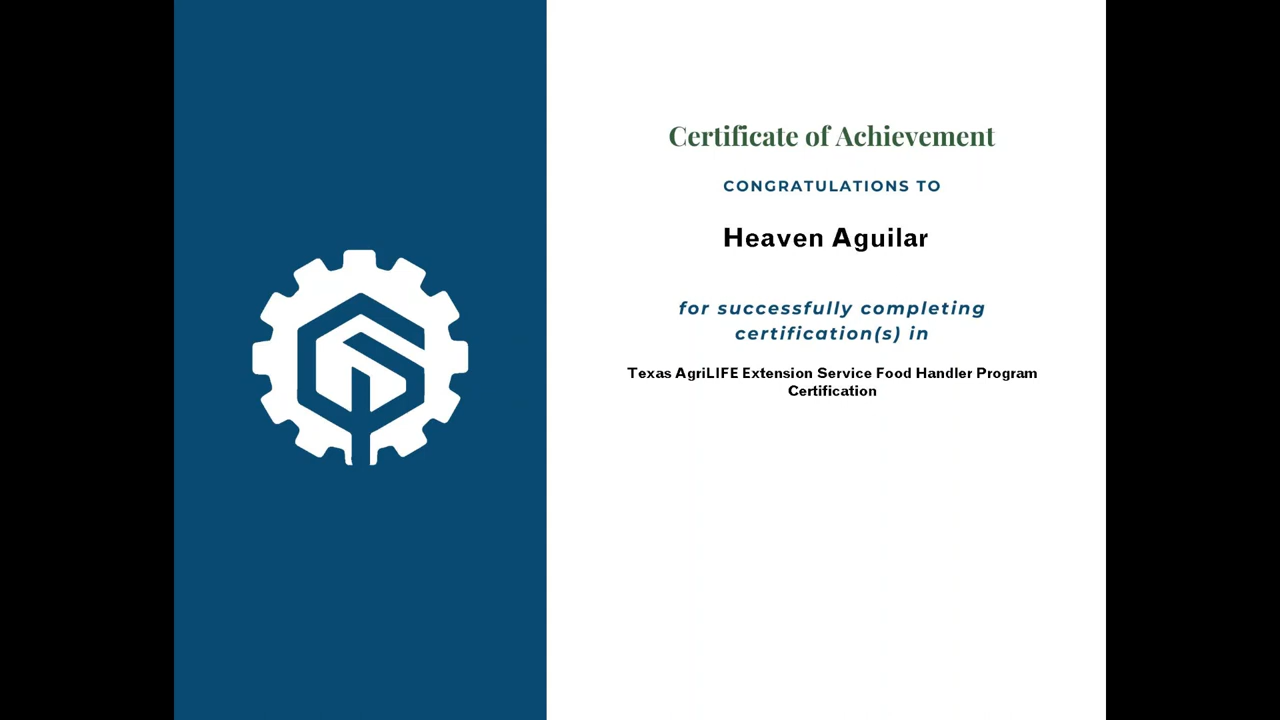 Certificate of Achievement
CONGRATULATIONS TO
Heaven Aguilar
for successfully completing
certification(s) in
Texas AgriLIFE Extension Service Food Handler Program
Certification